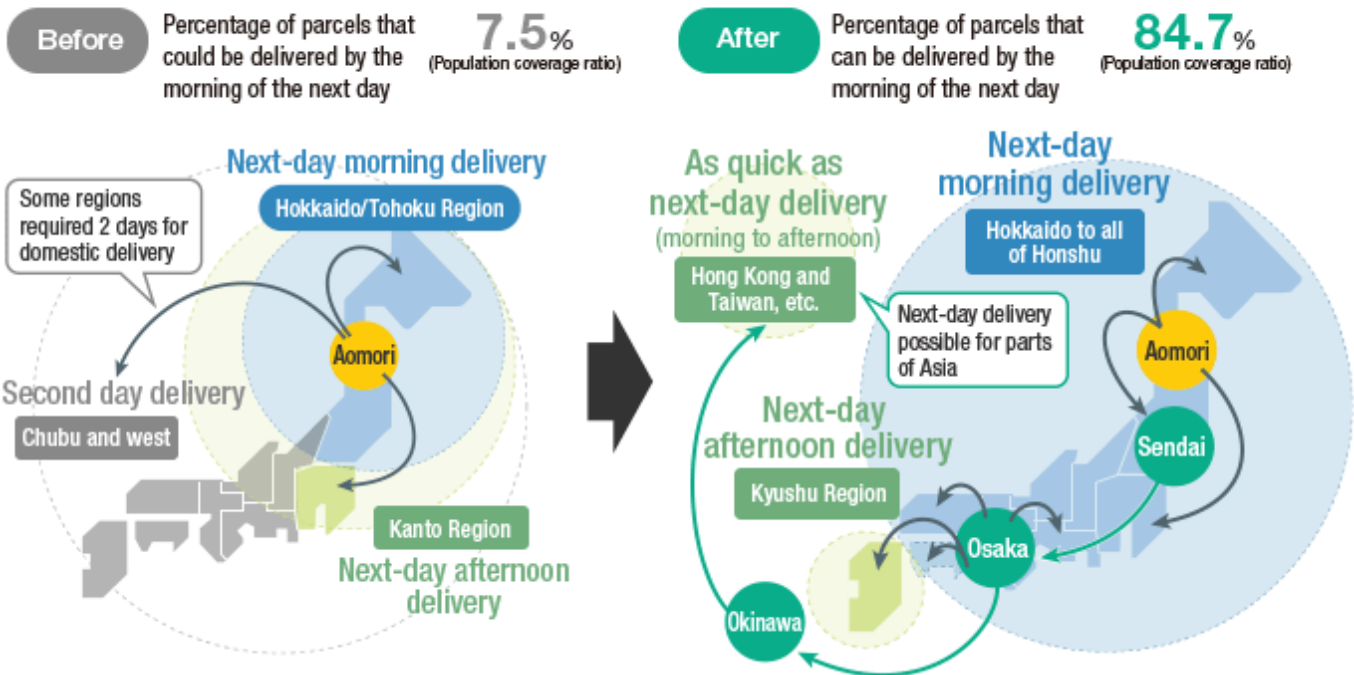 Before
Percentage of parcels that
could be delivered by the
morning of the next day
7.5%
(Population coverage ratio)
After
Percentage of parcels that
can be delivered by the
morning of the next day
84.7%
(Population coverage ratio)
Next-day morning delivery
Hokkaido/Tohoku Region
Some regions
required 2 days for
domestic delivery
Aomori
Second day delivery
Chubu and west
Kanto Region
Next-day afternoon
delivery
As quick as
next-day delivery
(morning to afternoon)
Hong Kong and
Taiwan, etc.
Next-day
morning delivery
Hokkaido to all
of Honshu
Next-day delivery
possible for parts
of Asia
Aomori
Sendai
Next-day
afternoon delivery
Kyushu Region
Osaka
Okinawa